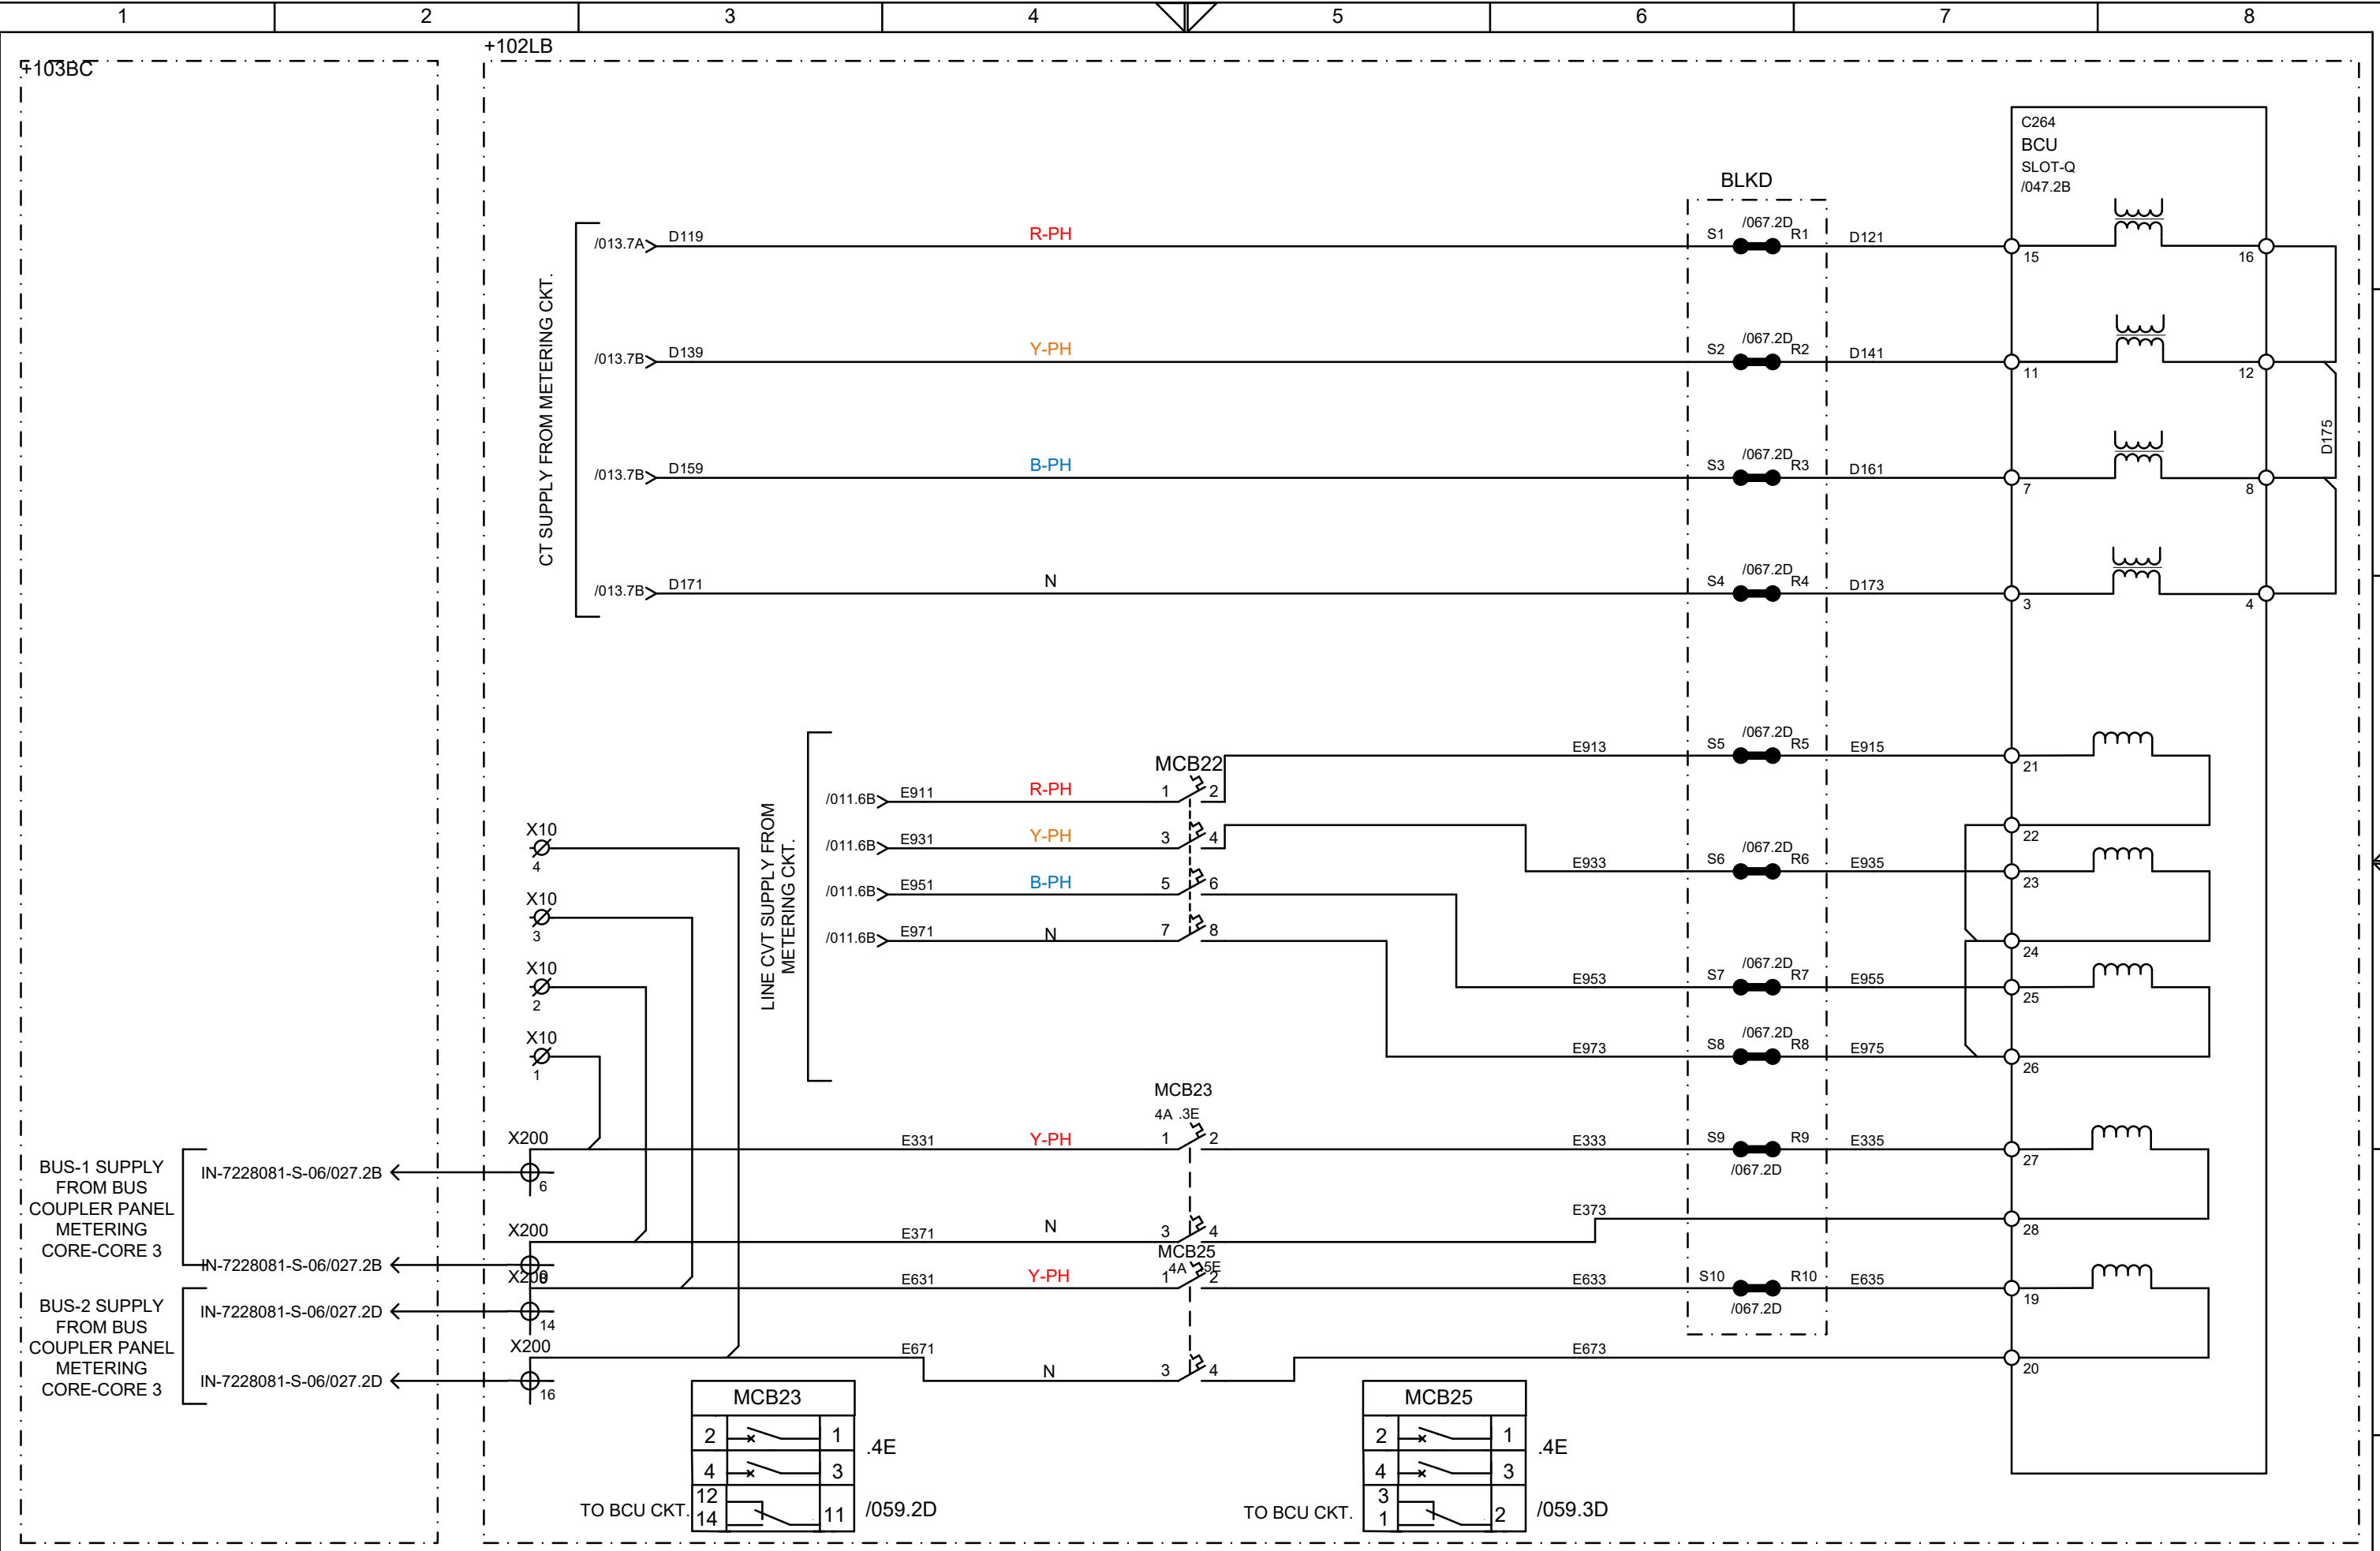 1 2 3 4 5 6 7 8
+103BC
+102LB
C264
BCU
SLOT-Q
/047.2B
BLKD
CT SUPPLY FROM METERING CKT.
/013.7A D119 R-PH S1 /067.2D R1 D121 15 16
/013.7B D139 Y-PH S2 /067.2D R2 D141 11 12
D175
/013.7B D159 B-PH S3 /067.2D R3 D161 7 8
/013.7B D171 N S4 /067.2D R4 D173 3 4
LINE CVT SUPPLY FROM
METERING CKT.
MCB22
E913 S5 /067.2D R5 E915 21
/011.6B E911 R-PH 1 2
22
/011.6B E931 Y-PH 3 4
E933 S6 /067.2D R6 E935 23
/011.6B E951 B-PH 5 6
/011.6B E971 N 7 8
24
E953 S7 /067.2D R7 E955 25
E973 S8 /067.2D R8 E975 26
X10
4
X10
3
X10
2
X10
1
MCB23
4A .3E
X200 E331 Y-PH 1 2 E333 S9 R9 E335 27
/067.2D
6
BUS-1 SUPPLY
FROM BUS
COUPLER PANEL
METERING
CORE-CORE 3
IN-7228081-S-06/027.2B
IN-7228081-S-06/027.2B
X200 E371 N 3 4 E373 28
8
MCB25
4A .5E
X200 E631 Y-PH 1 2 E633 S10 R10 E635 19
/067.2D
14
BUS-2 SUPPLY
FROM BUS
COUPLER PANEL
METERING
CORE-CORE 3
IN-7228081-S-06/027.2D
IN-7228081-S-06/027.2D
X200 E671 N 3 4 E673 20
16
MCB23
2 1
.4E
4 3
12
TO BCU CKT. 14 11 /059.2D
MCB25
2 1
.4E
4 3
3
TO BCU CKT. 1 2 /059.3D